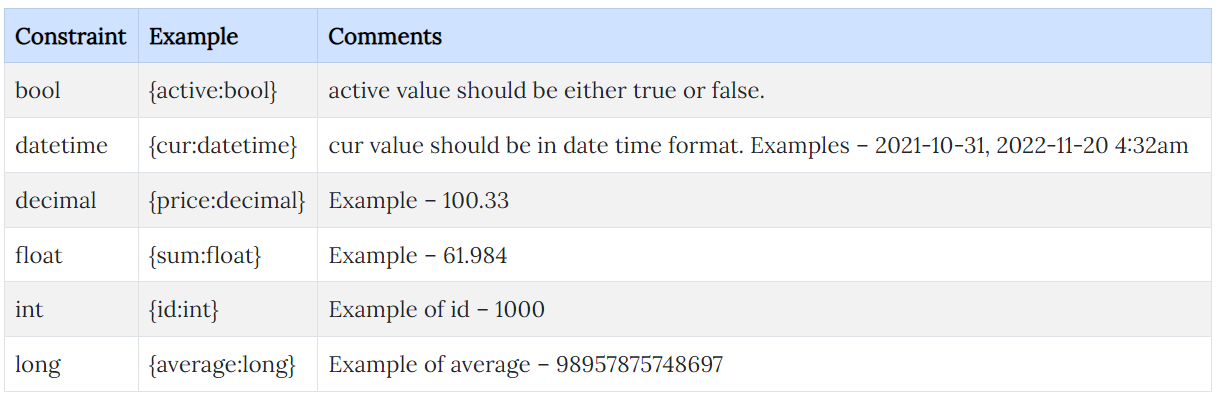 Constraint Example Comments
bool {active:bool} active value should be either true or false.
datetime {cur:datetime} cur value should be in date time format. Examples – 2021-10-31, 2022-11-20 4:32am
decimal {price:decimal} Example – 100.33
float {sum:float} Example – 61.984
int {id:int} Example of id – 1000
long {average:long} Example of average – 98957875748697